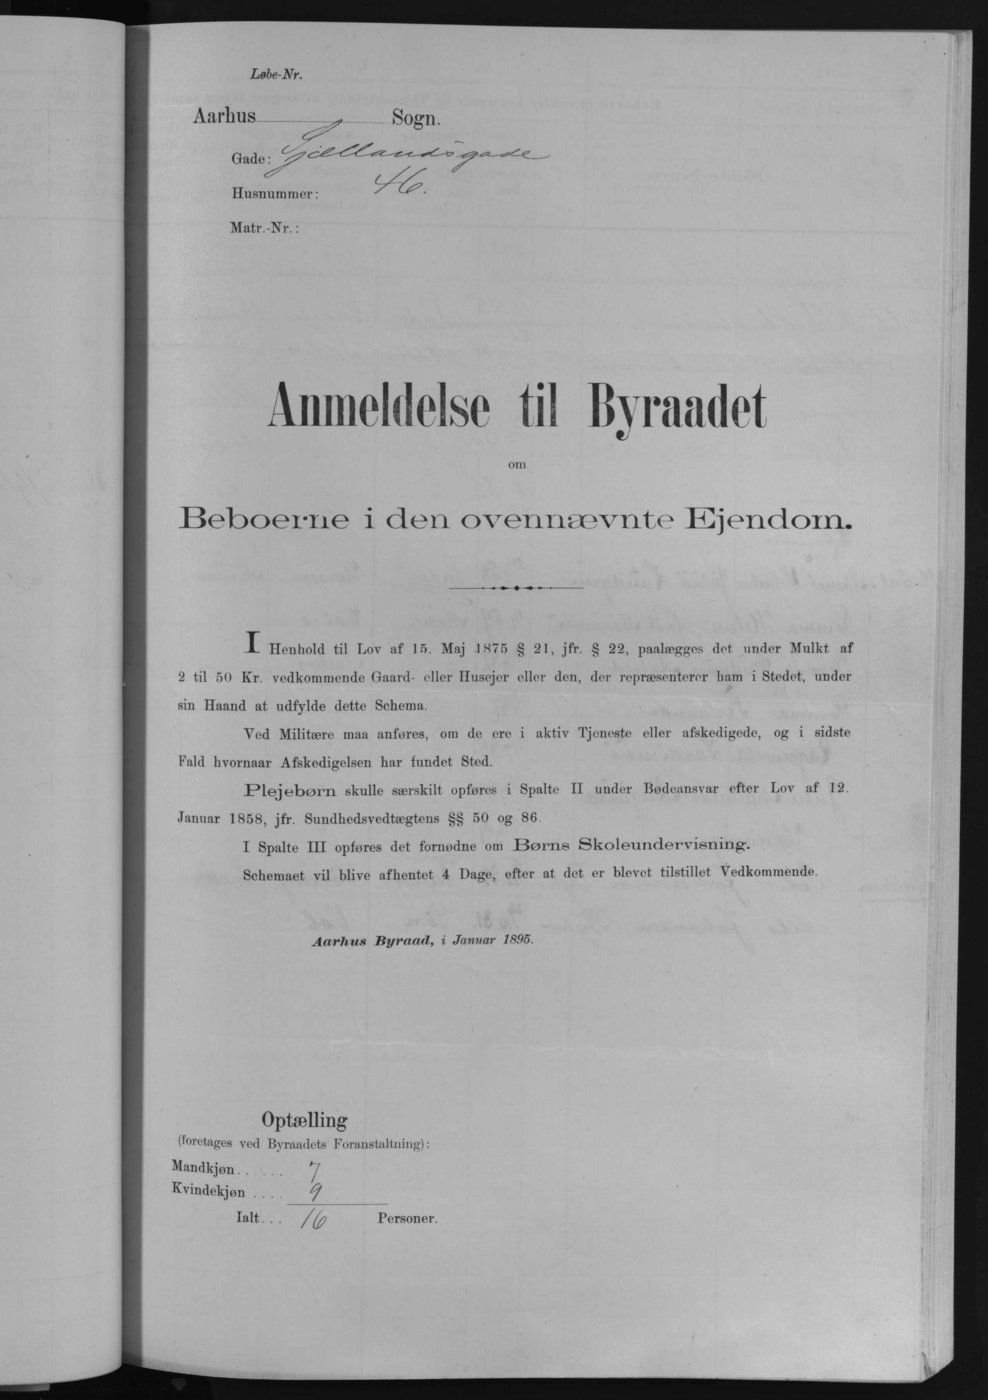 Løbe-Nr.
Aarhus Sogn.
Gade: Sjællandsgade
Husnummer: 46.
Matr.-Nr.:
Anmeldelse til Byraadet
om
Beboerne i den ovennævnte Ejendom.
I Henhold til Lov af 15. Maj 1875 § 21, jfr. § 22, paalægges det under Mulkt af
2 til 50 Kr. vedkommende Gaard- eller Husejer eller den, der repræsenterer ham i Stedet, under
sin Haand at udfylde dette Schema.
Ved Militære maa anføres, om de ere i aktiv Tjeneste eller afskedigede, og i sidste
Fald hvornaar Afskedigelsen har fundet Sted.
Plejebørn skulle særskilt opføres i Spalte II under Bødeansvar efter Lov af 12.
Januar 1858, jfr. Sundhedsvedtægtens §§ 50 og 86.
I Spalte III opføres det fornødne om Børns Skoleundervisning.
Schemaet vil blive afhentet 4 Dage, efter at det er blevet tilstillet Vedkommende.
Aarhus Byraad, i Januar 1895.
Optælling
(foretages ved Byraadets Foranstaltning):
Mandkjøn...... 7
Kvindekjøn .... 9
Ialt... 16 Personer.